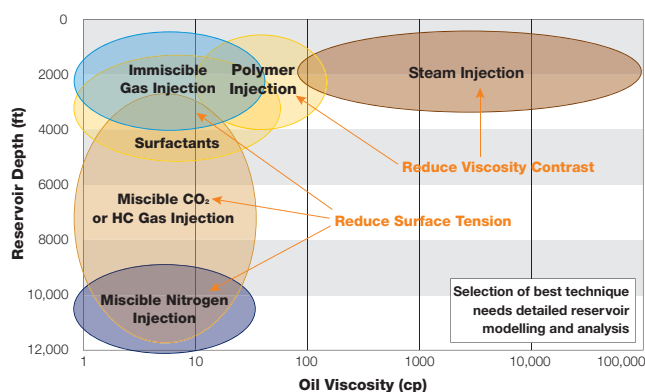 0
2000
4000
6000
8000
10,000
12,000
Reservoir Depth (ft)
Immiscible
Gas Injection
Polymer
Injection
Steam Injection
Surfactants
Reduce Viscosity Contrast
Miscible CO₂
or HC Gas Injection
Reduce Surface Tension
Miscible Nitrogen
Injection
Selection of best technique
needs detailed reservoir
modelling and analysis
1
10
100
1000
10,000
100,000
Oil Viscosity (cp)